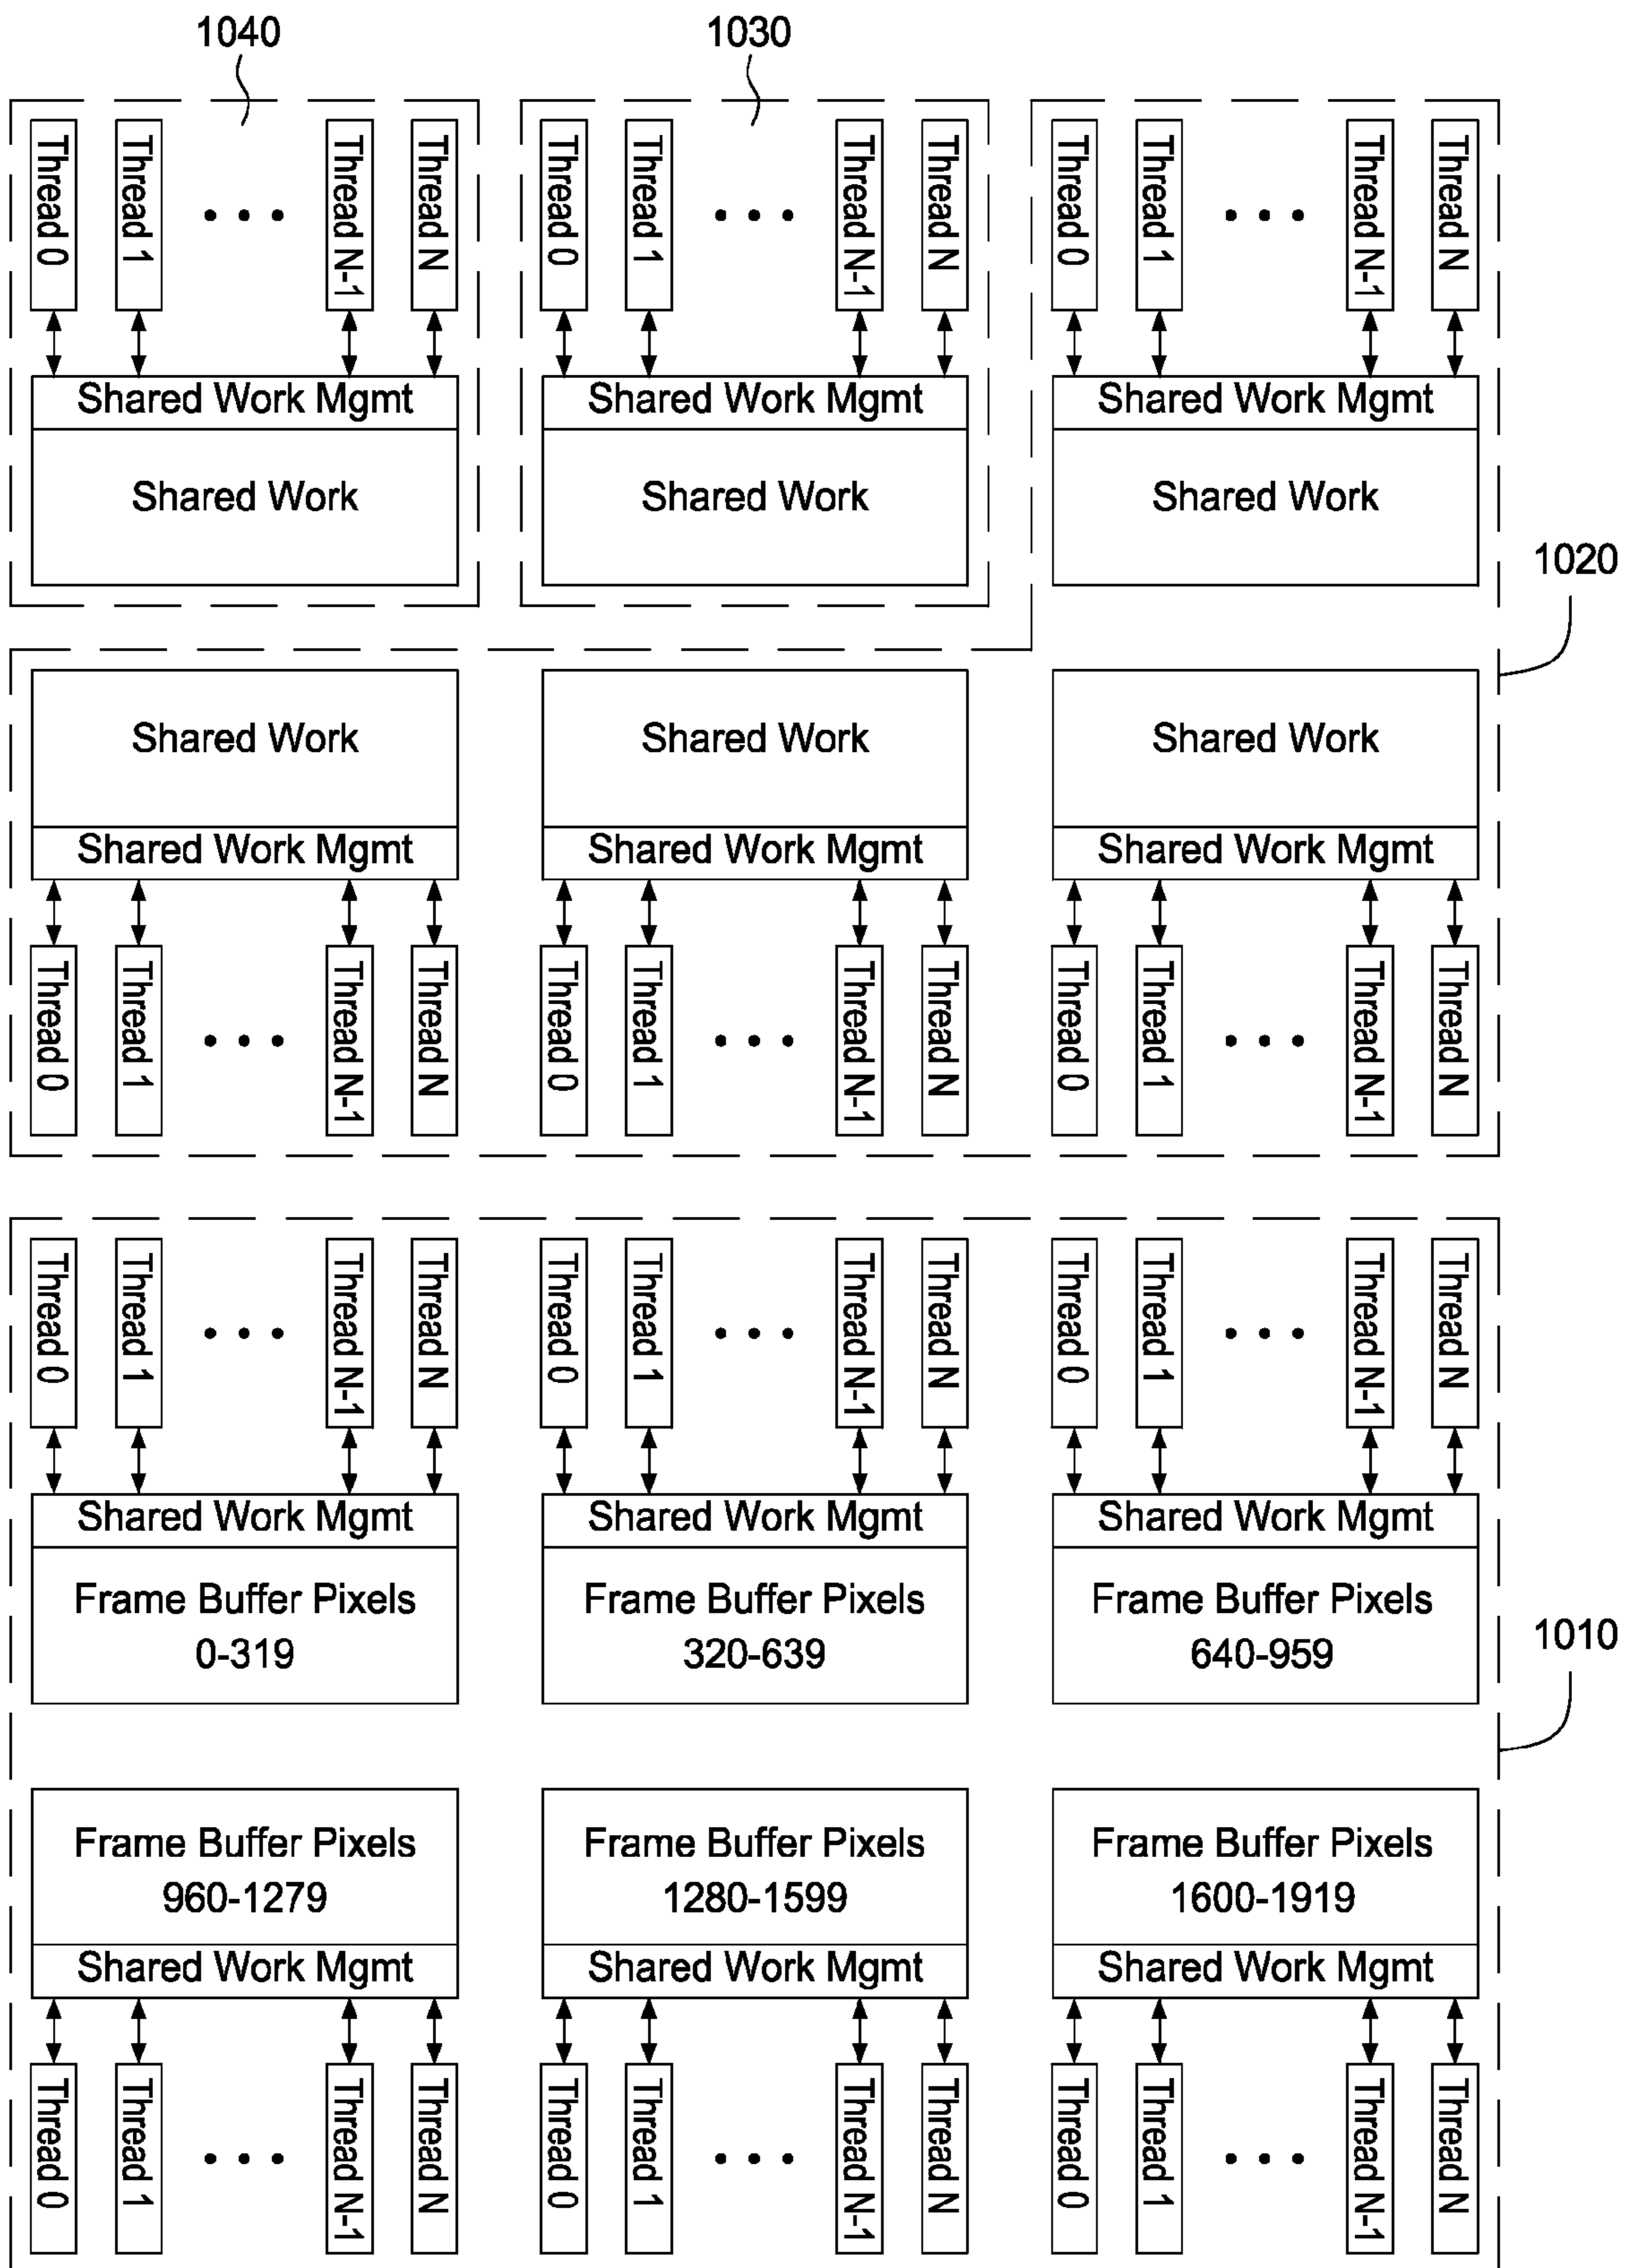 1040
1030
Thread 0
Thread 1
Thread N-1
Thread N
Thread 0
Thread 1
Thread N-1
Thread N
Thread 0
Thread 1
Thread N-1
Thread N
Shared Work Mgmt
Shared Work Mgmt
Shared Work Mgmt
Shared Work
Shared Work
Shared Work
1020
Shared Work
Shared Work
Shared Work
Shared Work Mgmt
Shared Work Mgmt
Shared Work Mgmt
Thread 0
Thread 1
Thread N-1
Thread N
Thread 0
Thread 1
Thread N-1
Thread N
Thread 0
Thread 1
Thread N-1
Thread N
Thread 0
Thread 1
Thread N-1
Thread N
Thread 0
Thread 1
Thread N-1
Thread N
Thread 0
Thread 1
Thread N-1
Thread N
Shared Work Mgmt
Shared Work Mgmt
Shared Work Mgmt
Frame Buffer Pixels
0-319
Frame Buffer Pixels
320-639
Frame Buffer Pixels
640-959
1010
Frame Buffer Pixels
960-1279
Frame Buffer Pixels
1280-1599
Frame Buffer Pixels
1600-1919
Shared Work Mgmt
Shared Work Mgmt
Shared Work Mgmt
Thread 0
Thread 1
Thread N-1
Thread N
Thread 0
Thread 1
Thread N-1
Thread N
Thread 0
Thread 1
Thread N-1
Thread N